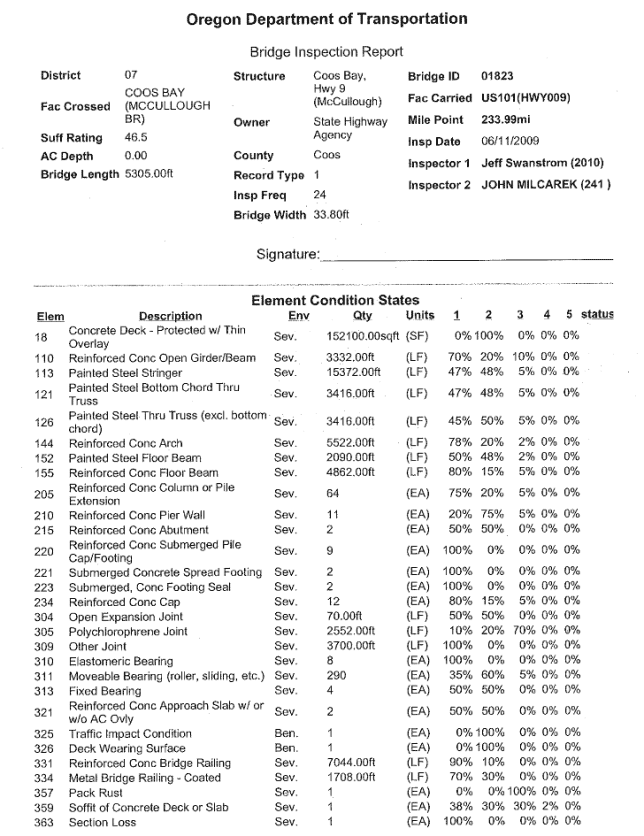 Oregon Department of Transportation
Bridge Inspection Report
District 07 Structure Coos Bay, Hwy 9 (McCullough) Bridge ID 01823
Fac Crossed COOS BAY (MCCULLOUGH BR) Fac Carried US101(HWY009)
Owner State Highway Agency Mile Point 233.99mi
Suff Rating 46.5 Insp Date 06/11/2009
AC Depth 0.00 County Coos Inspector 1 Jeff Swanstrom (2010)
Bridge Length 5305.00ft Record Type 1
Insp Freq 24 Inspector 2 JOHN MILCAREK (241 )
Bridge Width 33.80ft
Signature:
Element Condition States
Elem Description Env Qty Units 1 2 3 4 5 status
18 Concrete Deck - Protected w/ Thin Overlay Sev. 152100.00sqft (SF) 0% 100% 0% 0% 0%
110 Reinforced Conc Open Girder/Beam Sev. 3332.00ft (LF) 70% 20% 10% 0% 0%
113 Painted Steel Stringer Sev. 15372.00ft (LF) 47% 48% 5% 0% 0%
121 Painted Steel Bottom Chord Thru Truss Sev. 3416.00ft (LF) 47% 48% 5% 0% 0%
126 Painted Steel Thru Truss (excl. bottom chord) Sev. 3416.00ft (LF) 45% 50% 5% 0% 0%
144 Reinforced Conc Arch Sev. 5522.00ft (LF) 78% 20% 2% 0% 0%
152 Painted Steel Floor Beam Sev. 2090.00ft (LF) 50% 48% 2% 0% 0%
155 Reinforced Conc Floor Beam Sev. 4862.00ft (LF) 80% 15% 5% 0% 0%
205 Reinforced Conc Column or Pile Extension Sev. 64 (EA) 75% 20% 5% 0% 0%
210 Reinforced Conc Pier Wall Sev. 11 (EA) 20% 75% 5% 0% 0%
215 Reinforced Conc Abutment Sev. 2 (EA) 50% 50% 0% 0% 0%
220 Reinforced Conc Submerged Pile Cap/Footing Sev. 9 (EA) 100% 0% 0% 0% 0%
221 Submerged Concrete Spread Footing Sev. 2 (EA) 100% 0% 0% 0% 0%
223 Submerged, Conc Footing Seal Sev. 2 (EA) 100% 0% 0% 0% 0%
234 Reinforced Conc Cap Sev. 12 (EA) 80% 15% 5% 0% 0%
304 Open Expansion Joint Sev. 70.00ft (LF) 50% 50% 0% 0% 0%
305 Polychlorophrene Joint Sev. 2552.00ft (LF) 10% 20% 70% 0% 0%
309 Other Joint Sev. 3700.00ft (LF) 100% 0% 0% 0% 0%
310 Elastomeric Bearing Sev. 8 (EA) 100% 0% 0% 0% 0%
311 Moveable Bearing (roller, sliding, etc.) Sev. 290 (EA) 35% 60% 5% 0% 0%
313 Fixed Bearing Sev. 4 (EA) 50% 50% 0% 0% 0%
321 Reinforced Conc Approach Slab w/ or w/o AC Ovly Sev. 2 (EA) 50% 50% 0% 0% 0%
325 Traffic Impact Condition Ben. 1 (EA) 0% 100% 0% 0% 0%
326 Deck Wearing Surface Ben. 1 (EA) 0% 100% 0% 0% 0%
331 Reinforced Conc Bridge Railing Sev. 7044.00ft (LF) 90% 10% 0% 0% 0%
334 Metal Bridge Railing - Coated Sev. 1708.00ft (LF) 70% 30% 0% 0% 0%
357 Pack Rust Sev. 1 (EA) 0% 0% 100% 0% 0%
359 Soffit of Concrete Deck or Slab Sev. 1 (EA) 38% 30% 30% 2% 0%
363 Section Loss Sev. 1 (EA) 100% 0% 0% 0% 0%